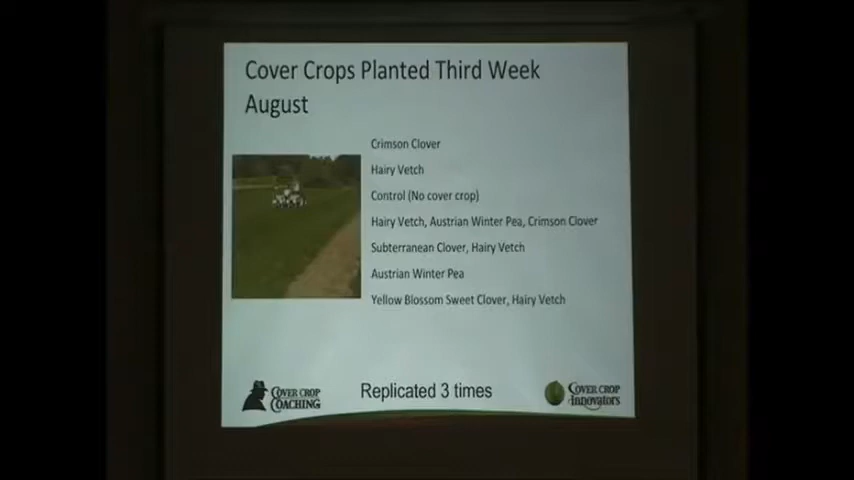 Cover Crops Planted Third Week
August
Crimson Clover
Hairy Vetch
Control (No cover crop)
Hairy Vetch, Austrian Winter Pea, Crimson Clover
Subterranean Clover, Hairy Vetch
Austrian Winter Pea
Yellow Blossom Sweet Clover, Hairy Vetch
COVER CROP
COACHING
Replicated 3 times
COVER CROP
Innovators